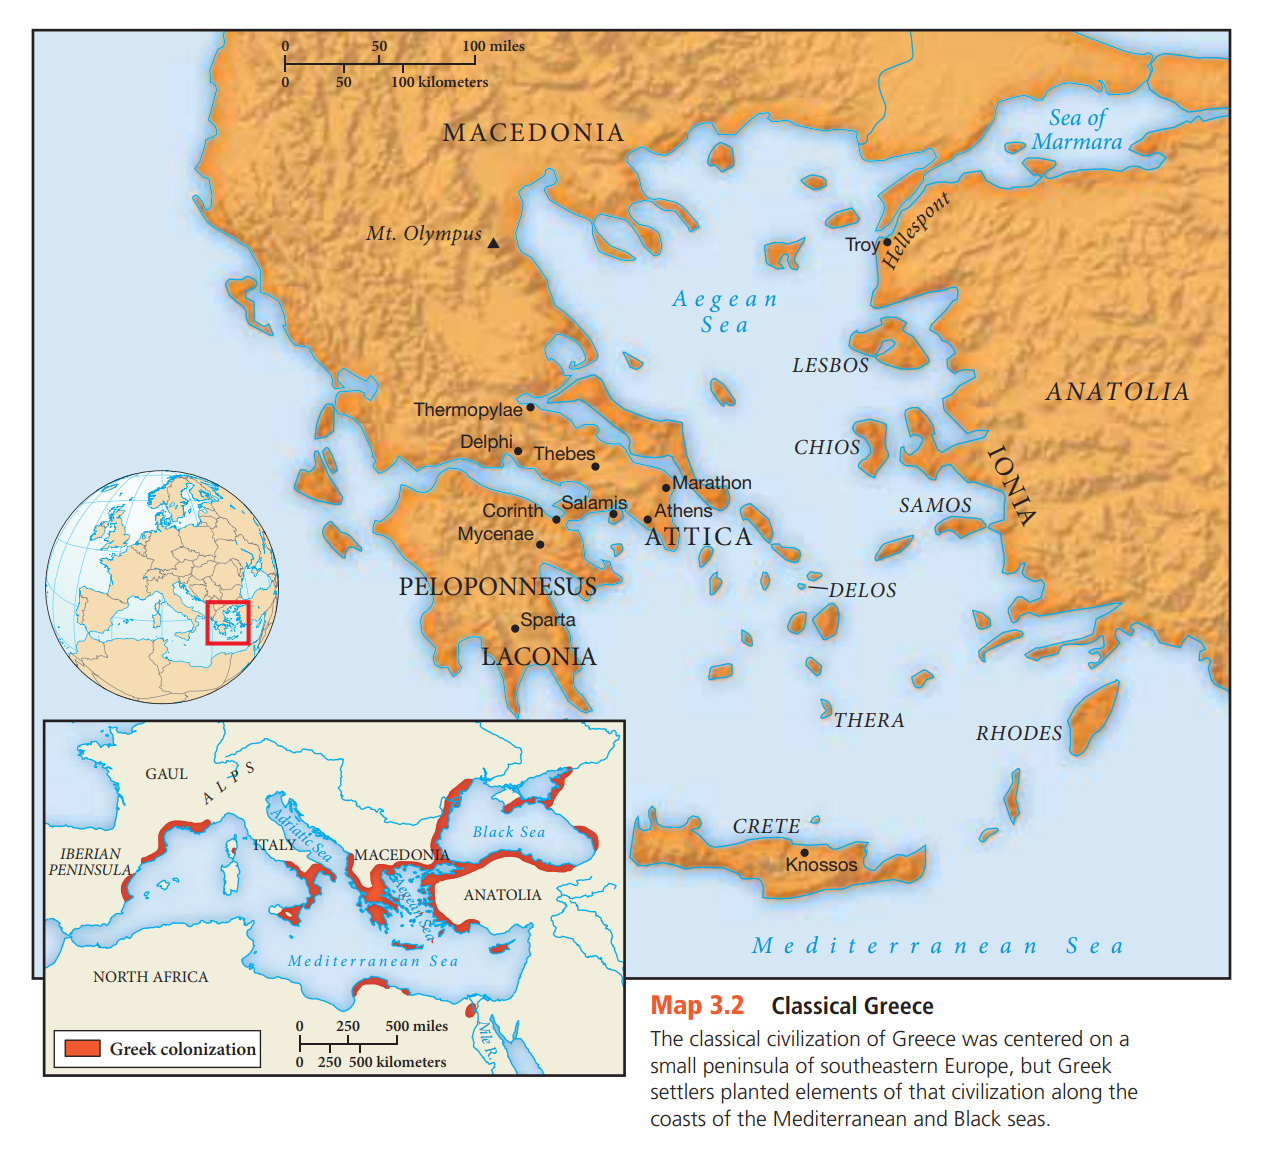 0 50 100 miles
0 50 100 kilometers
MACEDONIA
Sea of
Marmara
Mt. Olympus
Hellespont
Troy
Aegean
Sea
LESBOS
ANATOLIA
Thermopylae
Delphi
Thebes
CHIOS
IONIA
Marathon
Salamis
Corinth
Athens
SAMOS
Mycenae
ATTICA
PELOPONNESUS
DELOS
Sparta
LACONIA
THERA
RHODES
CRETE
Knossos
Mediterranean Sea
GAUL
ALPS
Adriatic Sea
Black Sea
ITALY
IBERIAN
PENINSULA
MACEDONIA
Aegean Sea
ANATOLIA
Mediterranean Sea
NORTH AFRICA
Nile R.
0 250 500 miles
0 250 500 kilometers
Greek colonization
Map 3.2 Classical Greece
The classical civilization of Greece was centered on a
small peninsula of southeastern Europe, but Greek
settlers planted elements of that civilization along the
coasts of the Mediterranean and Black seas.